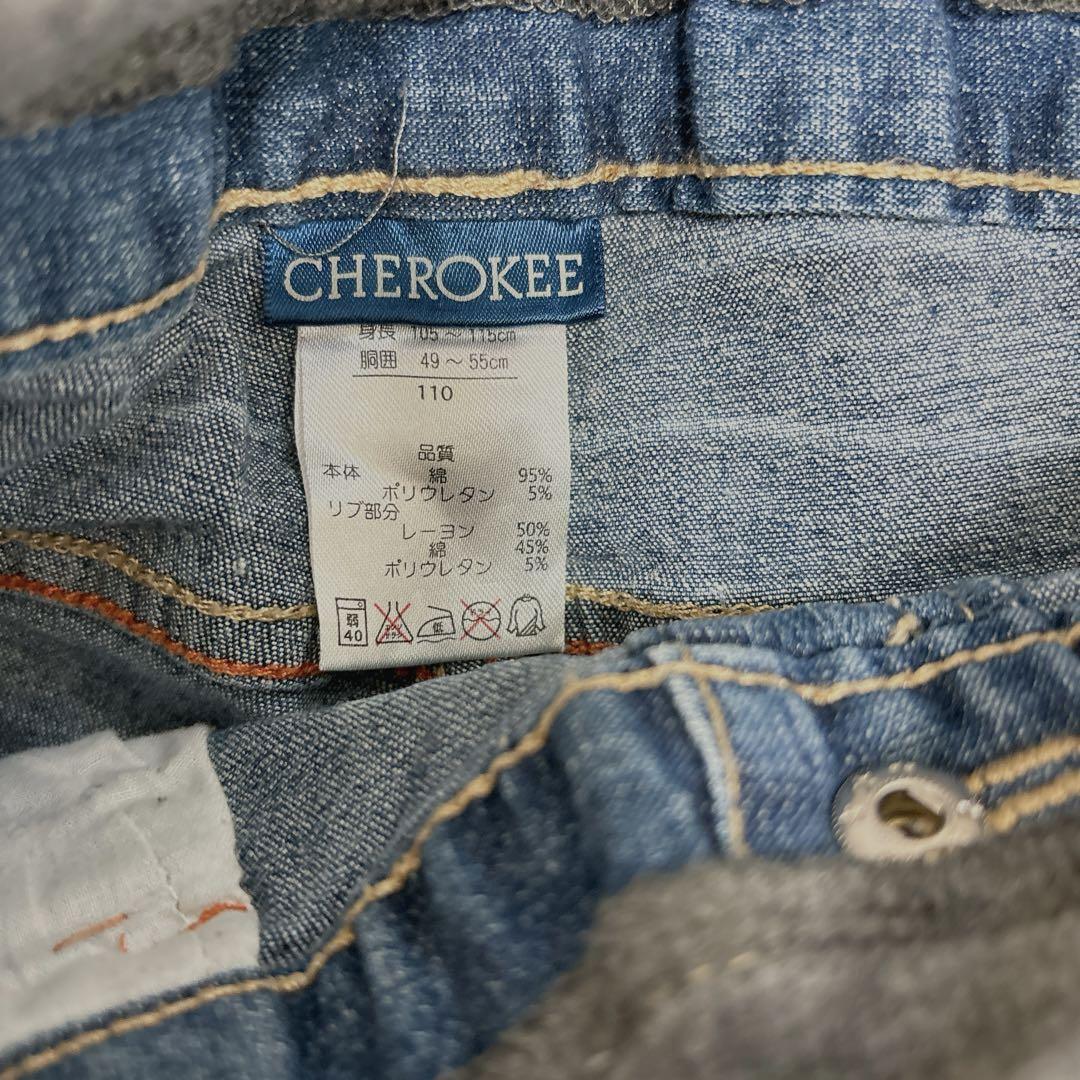 CHEROKEE
身長 105～115cm
胴囲 49～55cm
110
品質
本体 綿 95%
ポリウレタン 5%
リブ部分
レーヨン 50%
綿 45%
ポリウレタン 5%
弱 低
40